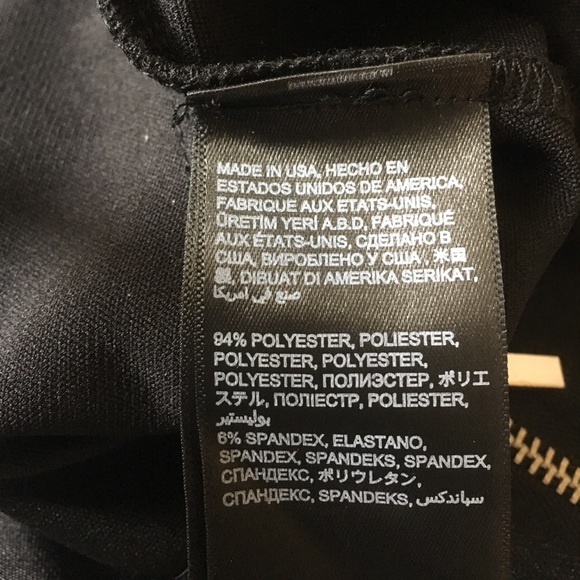 MADE IN USA, HECHO EN
ESTADOS UNIDOS DE AMERICA,
FABRIQUE AUX ETATS-UNIS,
ÜRETİM YERİ A.B.D, FABRIQUÉ
AUX ÉTATS-UNIS, СДЕЛАНО В
США, ВИРОБЛЕНО У США , 米国
製, DIBUAT DI AMERIKA SERIKAT,
صنع في امريكا
94% POLYESTER, POLIESTER,
POLYESTER, POLYESTER,
POLYESTER, ПОЛИЭСТЕР, ポリエ
ステル, ПОЛІЕСТР, POLIESTER,
بوليستير
6% SPANDEX, ELASTANO,
SPANDEX, SPANDEKS, SPANDEX,
СПАНДЕКС, ポリウレタン,
СПАНДЕКС, SPANDEKS, سباندكس